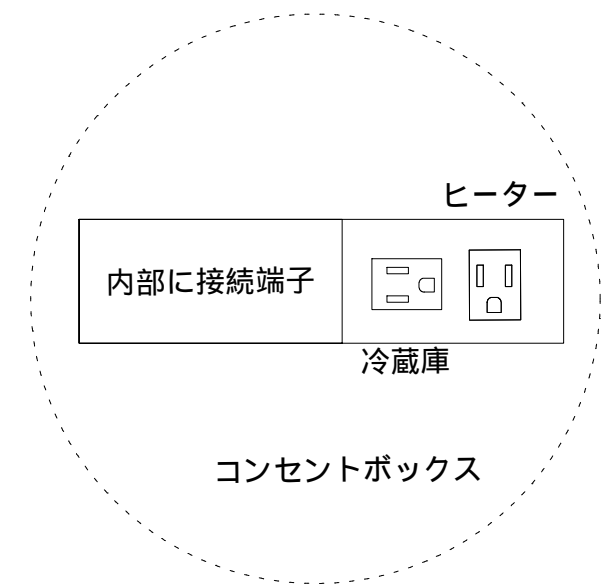 ヒーター
内部に接続端子
冷蔵庫
コンセントボックス